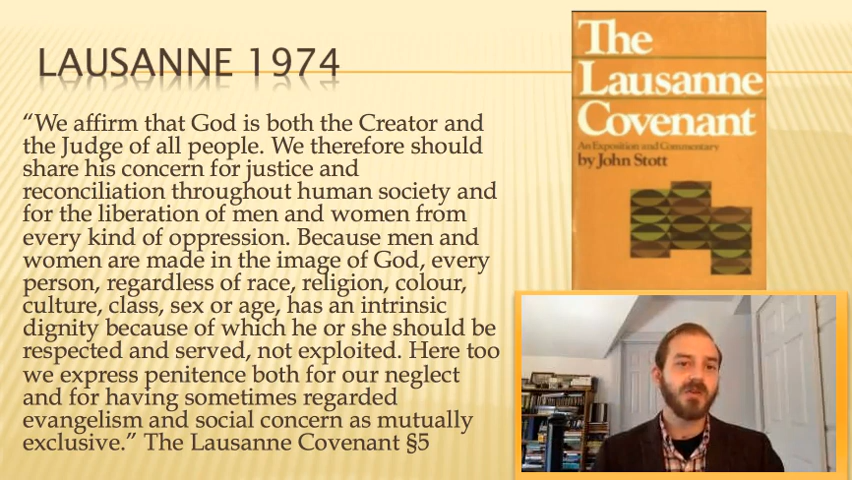 LAUSANNE 1974
“We affirm that God is both the Creator and
the Judge of all people. We therefore should
share his concern for justice and
reconciliation throughout human society and
for the liberation of men and women from
every kind of oppression. Because men and
women are made in the image of God, every
person, regardless of race, religion, colour,
culture, class, sex or age, has an intrinsic
dignity because of which he or she should be
respected and served, not exploited. Here too
we express penitence both for our neglect
and for having sometimes regarded
evangelism and social concern as mutually
exclusive.” The Lausanne Covenant §5
The
Lausanne
Covenant
An Exposition and Commentary
by John Stott